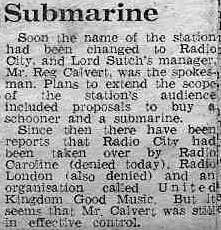 Submarine
Soon the name of the station
had been changed to Radio
City, and Lord Sutch's manager,
Mr. Reg Calvert, was the spokes-
man. Plans to extend the scope
of the station's audience
included proposals to buy a
schooner and a submarine.
Since then there have been
reports that Radio City had
been taken over by Radio
Caroline (denied today), Radio
London (also denied) and an
organisation called United
Kingdom Good Music. But it
seems that Mr. Calvert was still
in effective control.